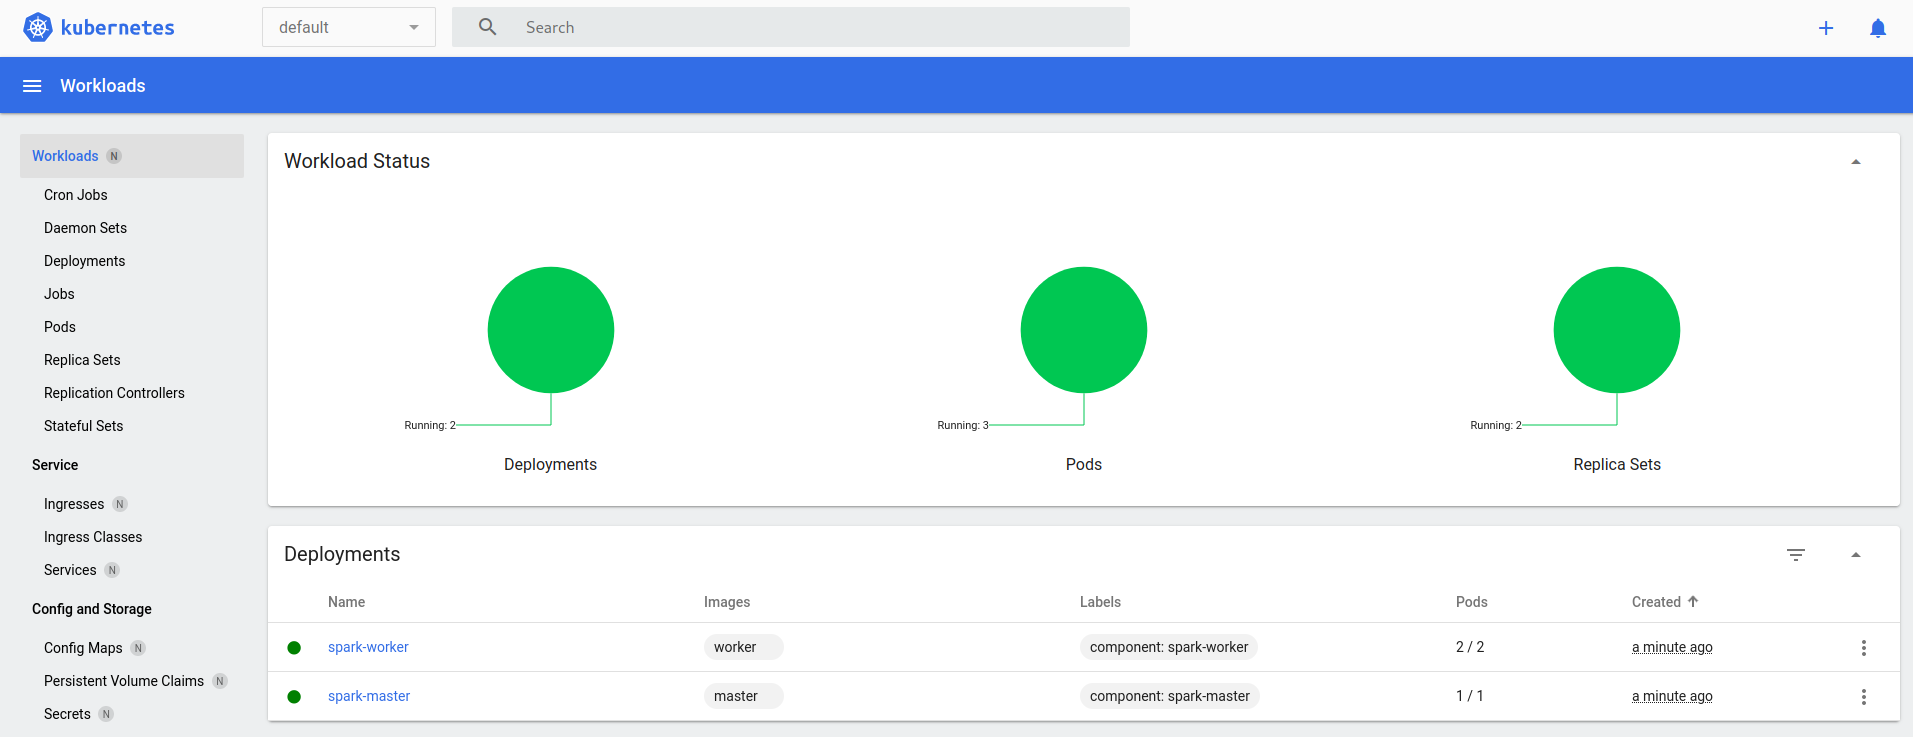 kubernetes
default
Search
Workloads
Workloads N
Cron Jobs
Daemon Sets
Deployments
Jobs
Pods
Replica Sets
Replication Controllers
Stateful Sets
Service
Ingresses N
Ingress Classes
Services N
Config and Storage
Config Maps N
Persistent Volume Claims N
Secrets N
Workload Status
Running: 2
Deployments
Running: 3
Pods
Running: 2
Replica Sets
Deployments
Name Images Labels Pods Created
spark-worker worker component: spark-worker 2 / 2 a minute ago
spark-master master component: spark-master 1 / 1 a minute ago